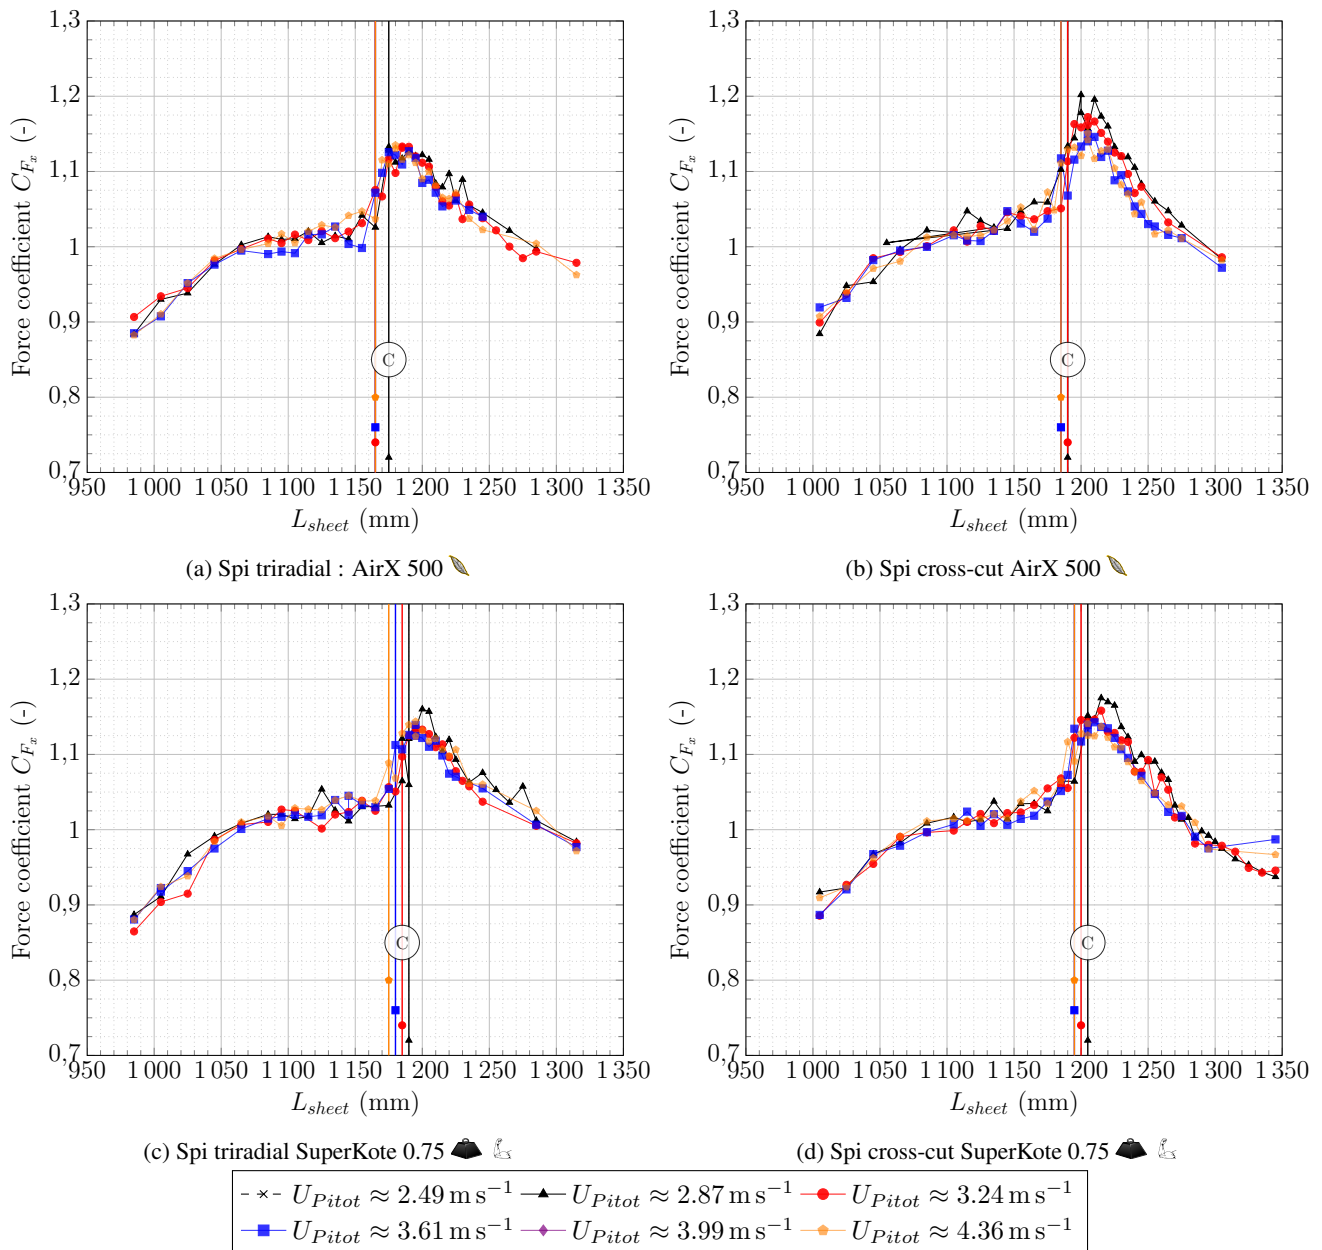 1,3
1,2
1,1
1
0,9
0,8
0,7
950 1 000 1 050 1 100 1 150 1 200 1 250 1 300 1 350
Force coefficient C_{F_x} (-)
C
L_{sheet} (mm)
(a) Spi triradial : AirX 500
1,3
1,2
1,1
1
0,9
0,8
0,7
950 1 000 1 050 1 100 1 150 1 200 1 250 1 300 1 350
Force coefficient C_{F_x} (-)
C
L_{sheet} (mm)
(b) Spi cross-cut AirX 500
1,3
1,2
1,1
1
0,9
0,8
0,7
950 1 000 1 050 1 100 1 150 1 200 1 250 1 300 1 350
Force coefficient C_{F_x} (-)
C
L_{sheet} (mm)
(c) Spi triradial SuperKote 0.75
1,3
1,2
1,1
1
0,9
0,8
0,7
950 1 000 1 050 1 100 1 150 1 200 1 250 1 300 1 350
Force coefficient C_{F_x} (-)
C
L_{sheet} (mm)
(d) Spi cross-cut SuperKote 0.75
U_{Pitot} ≈ 2.49 m s⁻¹ U_{Pitot} ≈ 2.87 m s⁻¹ U_{Pitot} ≈ 3.24 m s⁻¹
U_{Pitot} ≈ 3.61 m s⁻¹ U_{Pitot} ≈ 3.99 m s⁻¹ U_{Pitot} ≈ 4.36 m s⁻¹